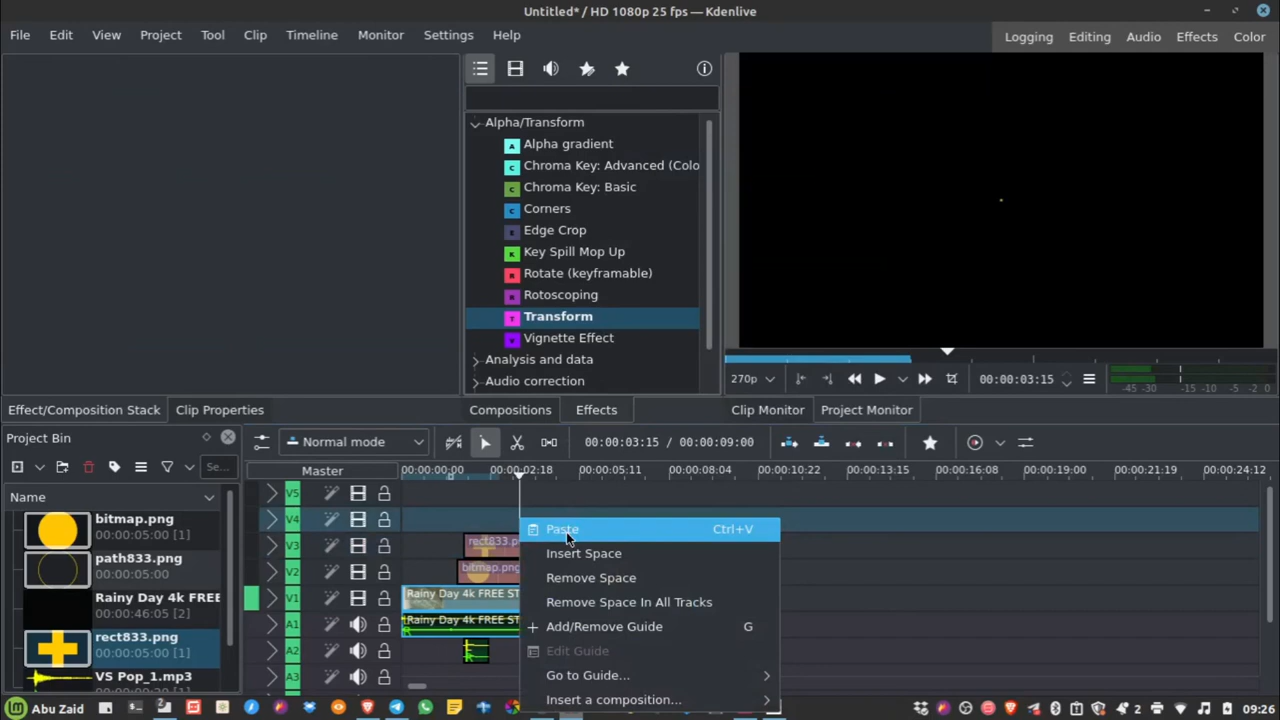 Untitled* / HD 1080p 25 fps — Kdenlive
File Edit View Project Tool Clip Timeline Monitor Settings Help
Logging Editing Audio Effects Color
Alpha/Transform
Alpha gradient
Chroma Key: Advanced (Colo
Chroma Key: Basic
Corners
Edge Crop
Key Spill Mop Up
Rotate (keyframable)
Rotoscoping
Transform
Vignette Effect
Analysis and data
Audio correction
270p
00:00:03:15
-45 -30 -15 -10 -5 -2 0
Effect/Composition Stack Clip Properties
Compositions Effects
Clip Monitor Project Monitor
Project Bin
Normal mode
00:00:03:15 / 00:00:09:00
Se...
Name
bitmap.png
00:00:05:00 [1]
path833.png
00:00:05:00
Rainy Day 4k FREE
00:00:46:05 [2]
rect833.png
00:00:05:00 [1]
VS Pop_1.mp3
Master
00:00:00:00 00:00:02:18 00:00:05:11 00:00:08:04 00:00:10:22 00:00:13:15 00:00:16:08 00:00:19:00 00:00:21:19 00:00:24:12
V5
V4
V3
rect833.p
V2
bitmap.p
V1
Rainy Day 4k FREE ST
A1
Rainy Day 4k FREE ST
A2
A3
Paste Ctrl+V
Insert Space
Remove Space
Remove Space In All Tracks
Add/Remove Guide G
Edit Guide
Go to Guide...
Insert a composition...
Abu Zaid
2
09:26